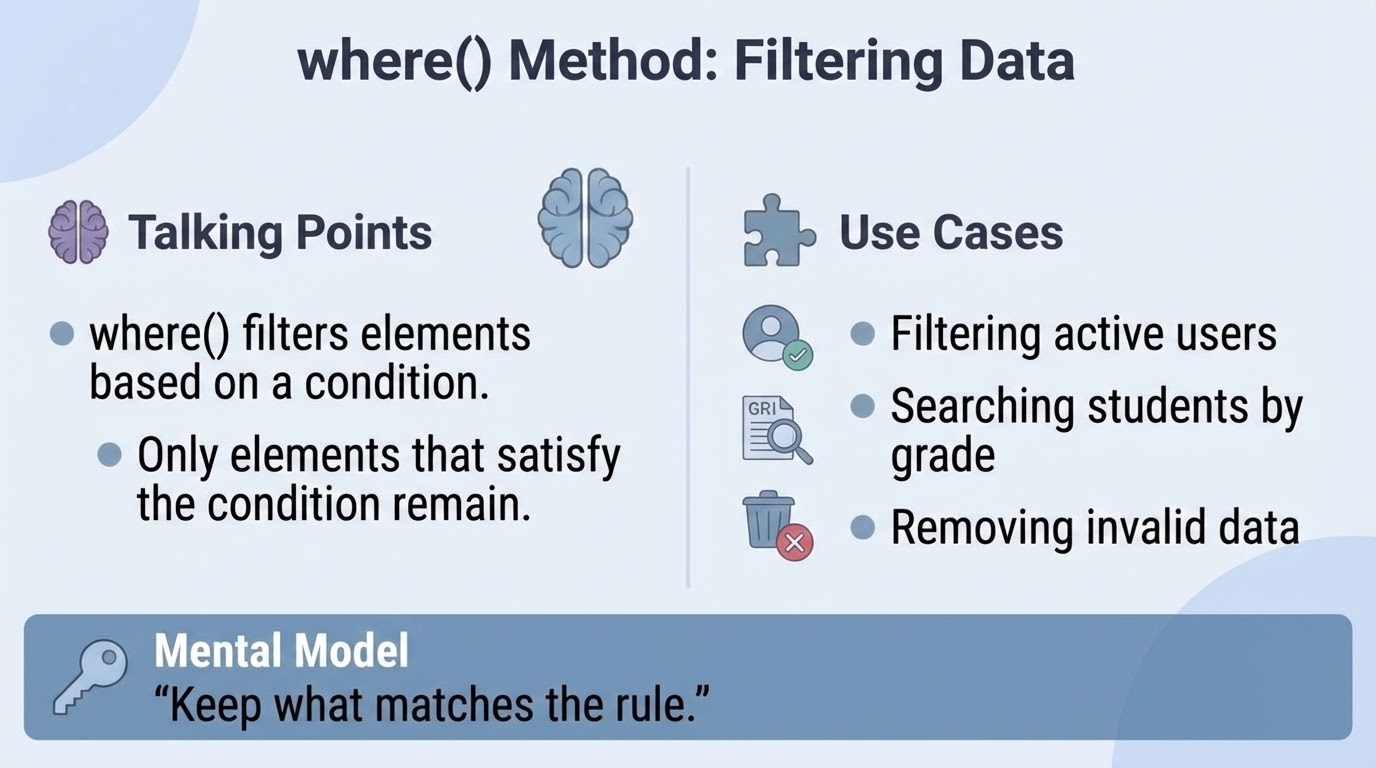 where() Method: Filtering Data
Talking Points
where() filters elements
based on a condition.
Only elements that satisfy
the condition remain.
Use Cases
Filtering active users
GRI
Searching students by
grade
Removing invalid data
Mental Model
“Keep what matches the rule.”